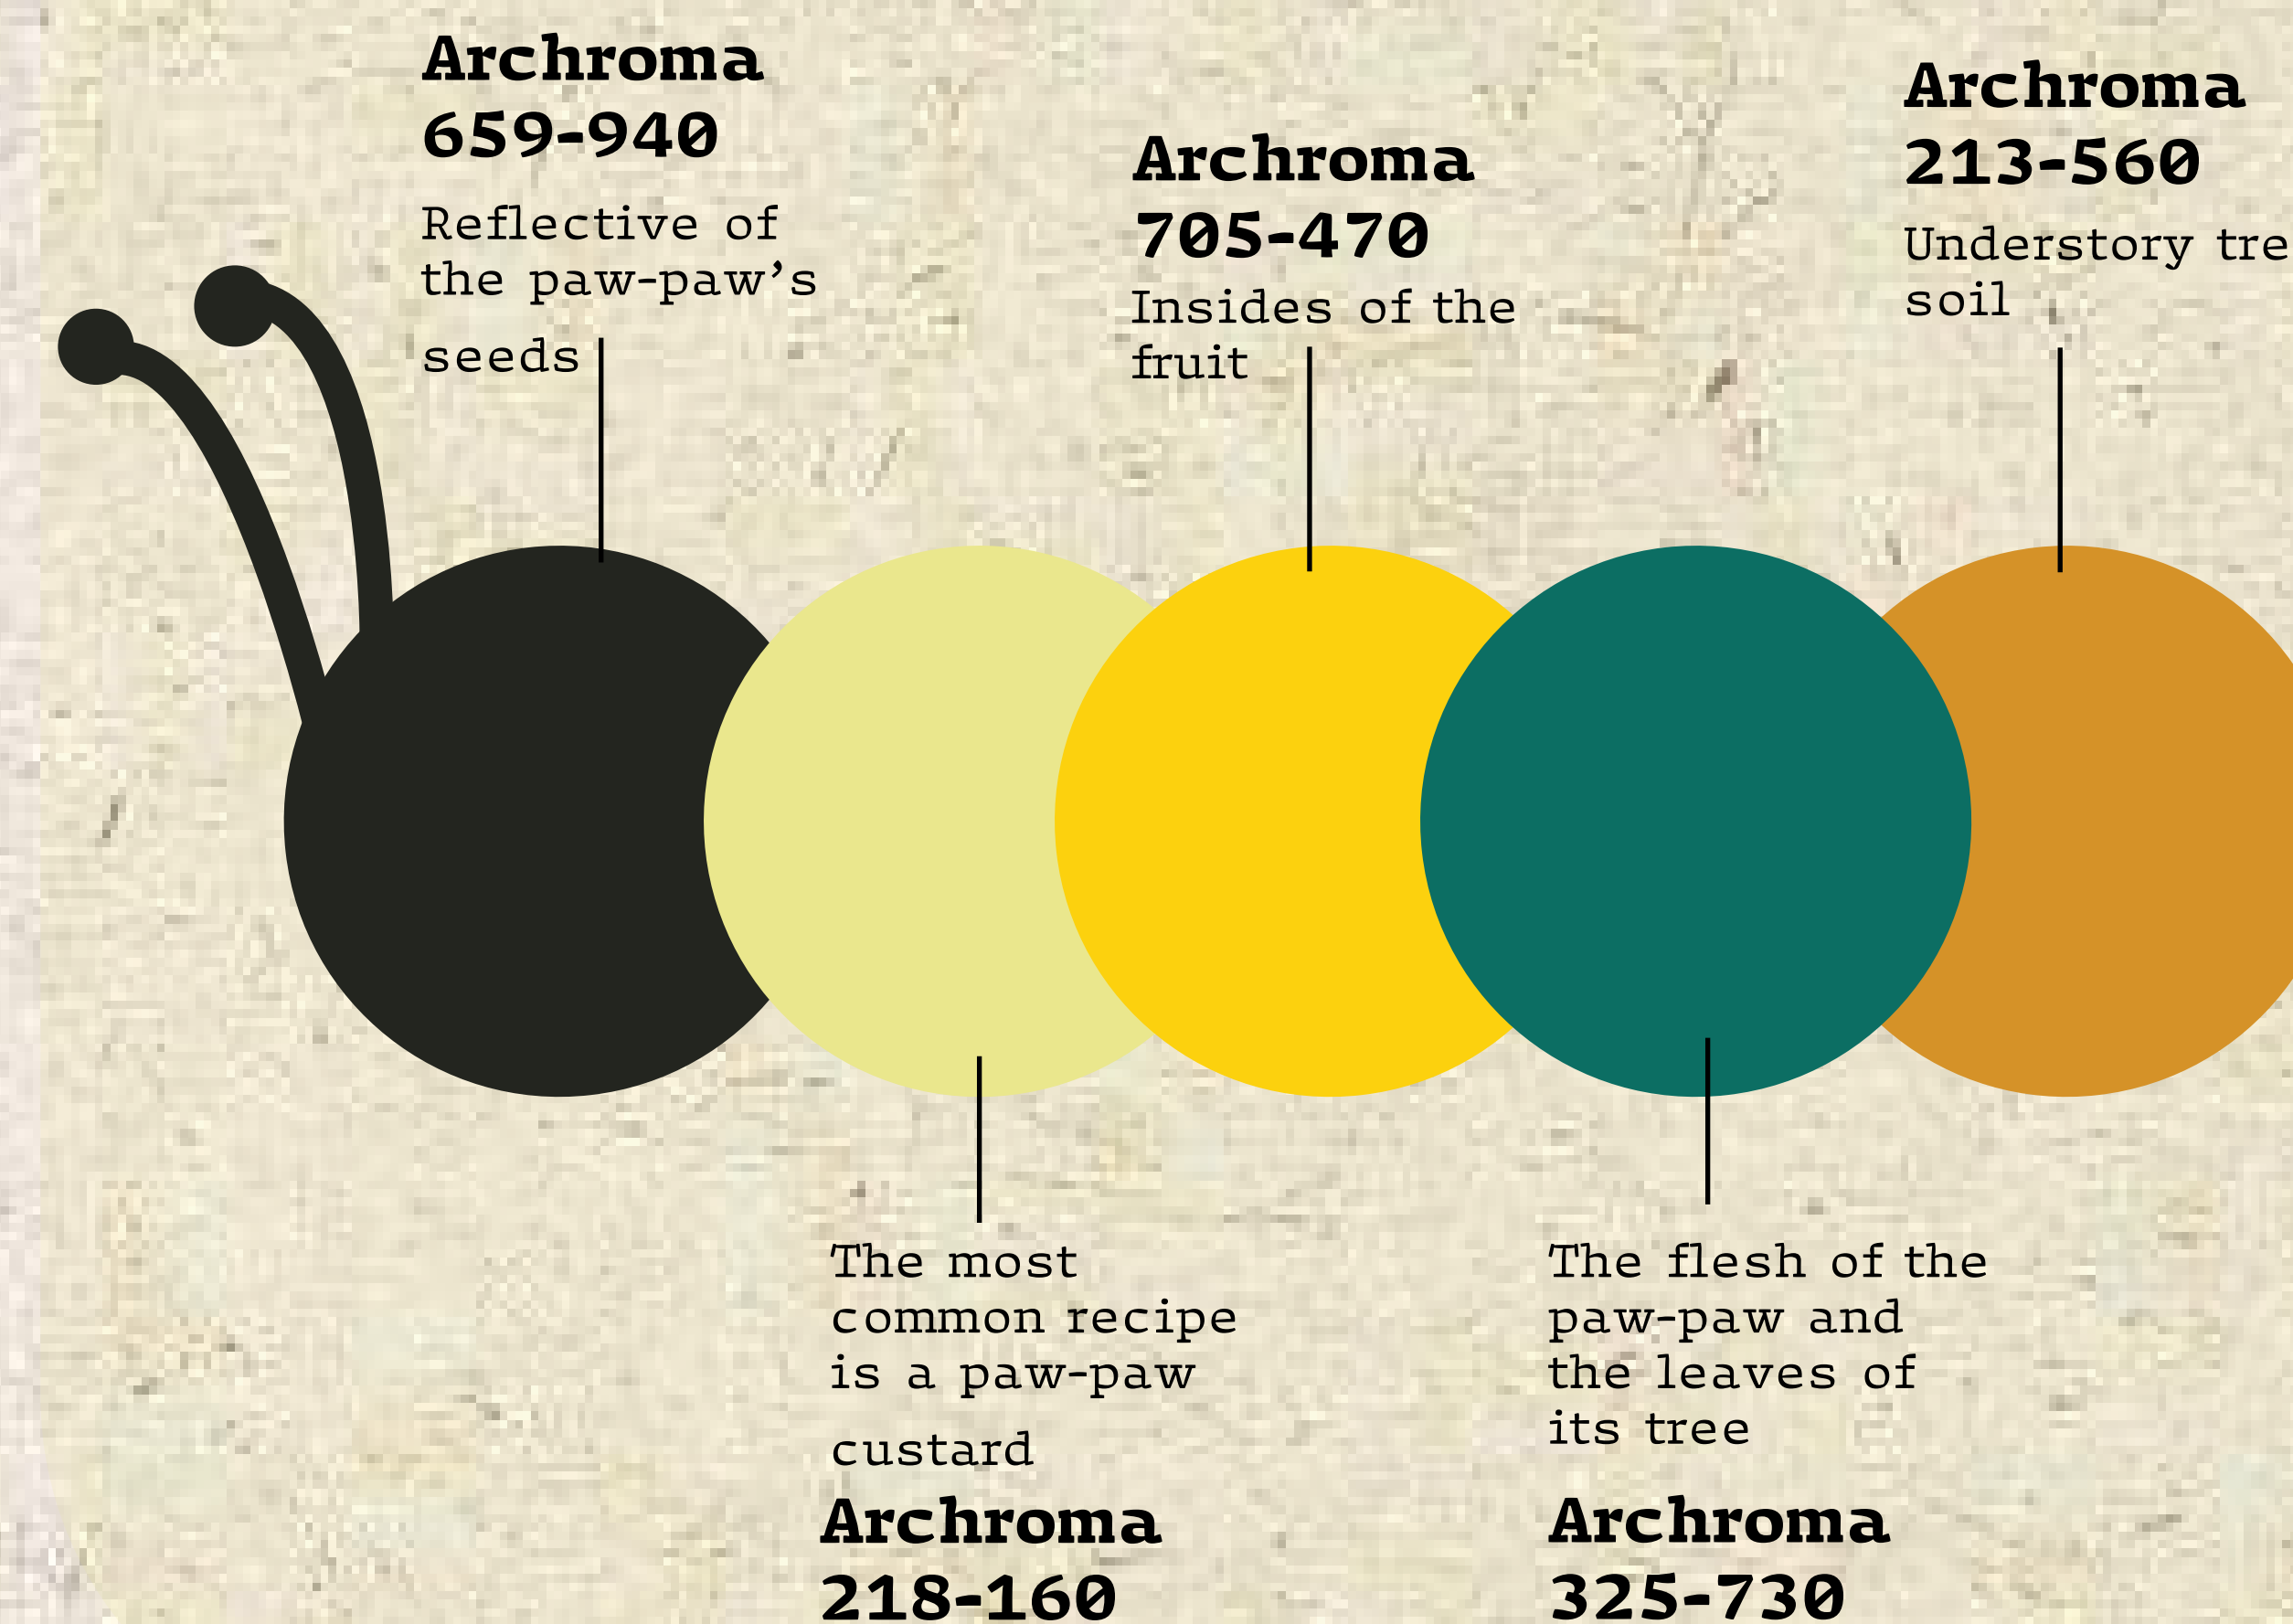 Archroma
659-940
Reflective of
the paw-paw’s
seeds
Archroma
705-470
Insides of the
fruit
Archroma
213-560
Understory
soil
The most
common recipe
is a paw-paw
custard
Archroma
218-160
The flesh of the
paw-paw and
the leaves of
its tree
Archroma
325-730